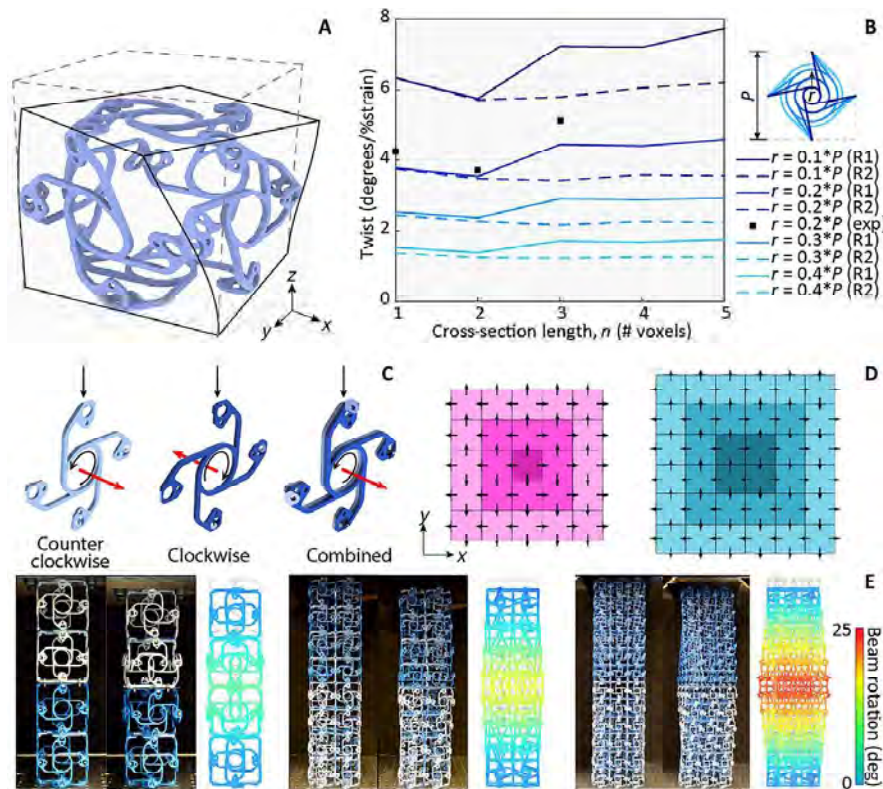 A
z
y
x
8
6
4
2
0
Twist (degrees/%strain)
1
2
3
4
5
Cross-section length, n (# voxels)
B
P
r
r = 0.1*P (R1)
r = 0.1*P (R2)
r = 0.2*P (R1)
r = 0.2*P (R2)
r = 0.2*P (exp)
r = 0.3*P (R1)
r = 0.3*P (R2)
r = 0.4*P (R1)
r = 0.4*P (R2)
C
Counter
clockwise
Clockwise
Combined
D
y
x
E
25
Beam rotation (deg)
0